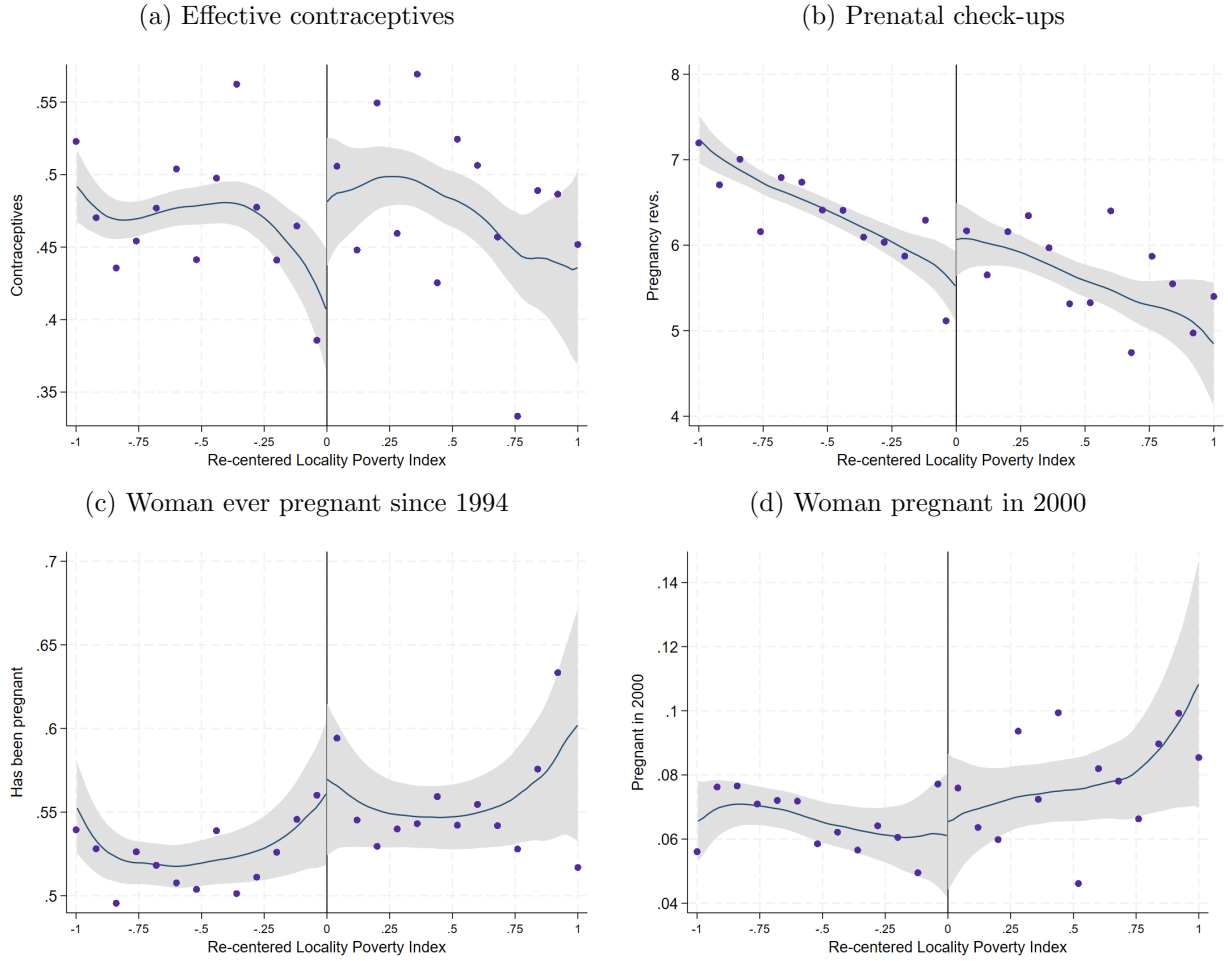 (a) Effective contraceptives
.55
.5
.45
.4
.35
Contraceptives
-1 -.75 -.5 -.25 0 .25 .5 .75 1
Re-centered Locality Poverty Index
(b) Prenatal check-ups
8
7
6
5
4
Pregnancy revs.
-1 -.75 -.5 -.25 0 .25 .5 .75 1
Re-centered Locality Poverty Index
(c) Woman ever pregnant since 1994
.7
.65
.6
.55
.5
Has been pregnant
-1 -.75 -.5 -.25 0 .25 .5 .75 1
Re-centered Locality Poverty Index
(d) Woman pregnant in 2000
.14
.12
.1
.08
.06
.04
Pregnant in 2000
-1 -.75 -.5 -.25 0 .25 .5 .75 1
Re-centered Locality Poverty Index